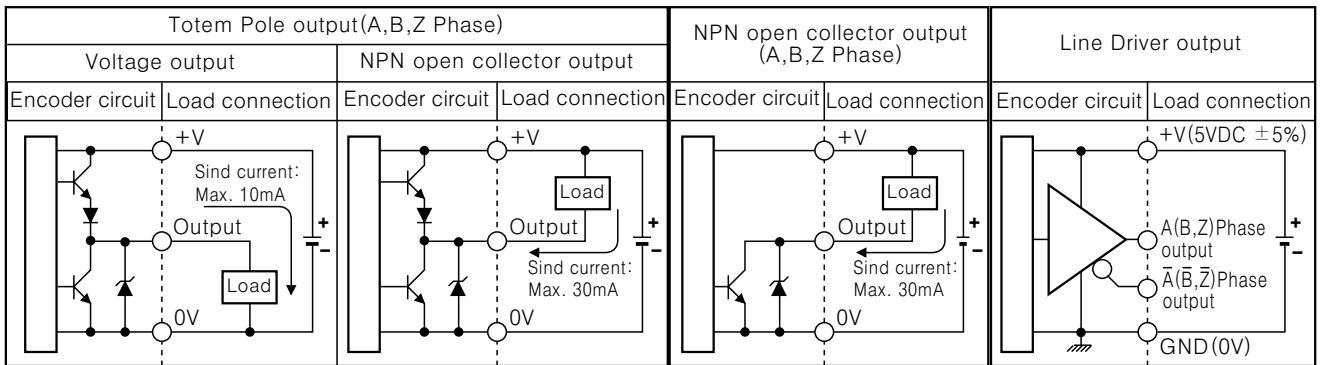 Totem Pole output(A,B,Z Phase)
NPN open collector output
(A,B,Z Phase)
Line Driver output
Voltage output
NPN open collector output
Encoder circuit
Load connection
Encoder circuit
Load connection
Encoder circuit
Load connection
Encoder circuit
Load connection
+V
Sind current:
Max. 10mA
Output
Load
+
-
0V
+V
Load
Output
Sind current:
Max. 30mA
+
-
0V
+V
Load
Output
Sind current:
Max. 30mA
+
-
0V
+V(5VDC ±5%)
A(B,Z)Phase
output
A̅(B̅,Z̅)Phase
output
+
-
GND(0V)